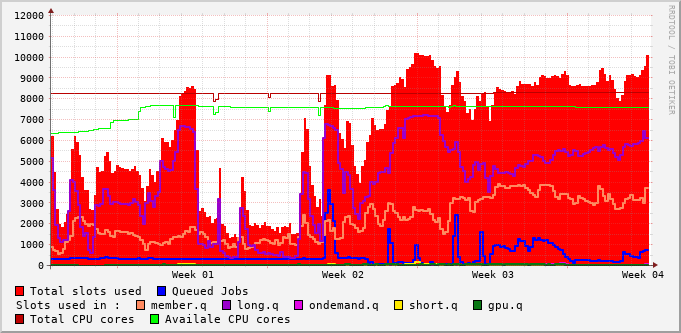 RRDTOOL / TOBI OETIKER
12000
11000
10000
9000
8000
7000
6000
5000
4000
3000
2000
1000
0
Week 01 Week 02 Week 03 Week 04
Total slots used Queued Jobs
Slots used in : member.q long.q ondemand.q short.q gpu.q
Total CPU cores Availale CPU cores